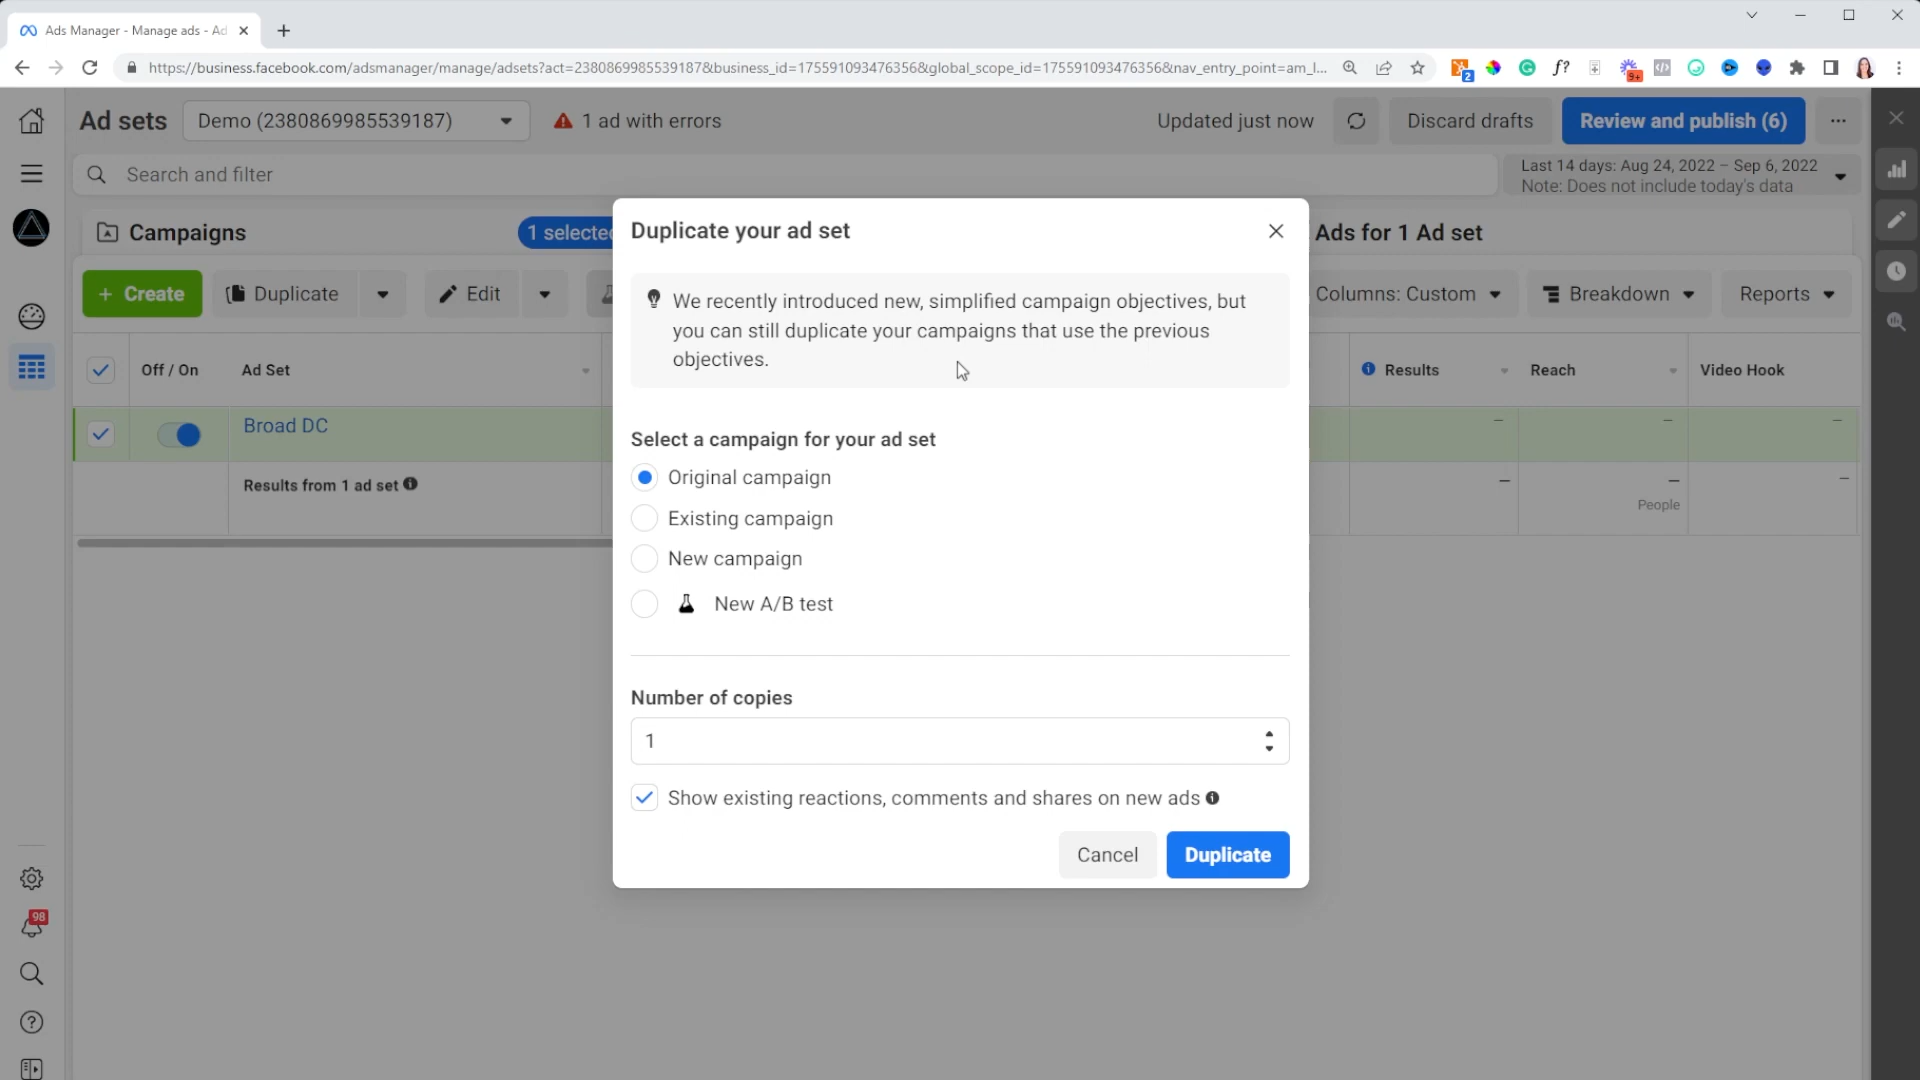 Ads Manager - Manage ads - Ad
https://business.facebook.com/adsmanager/manage/adsets?act=2380869985539187&business_id=175591093476356&global_scope_id=175591093476356&nav_entry_point=am_l...
f?
2
9+
Ad sets
Demo (2380869985539187)
1 ad with errors
Updated just now
Discard drafts
Review and publish (6)
Search and filter
Last 14 days: Aug 24, 2022 – Sep 6, 2022
Note: Does not include today's data
Campaigns
1 selected
Ads for 1 Ad set
+ Create
Duplicate
Edit
Columns: Custom
Breakdown
Reports
Off / On
Ad Set
Results
Reach
Video Hook
Broad DC
—
—
—
Results from 1 ad set
—
—
—
People
Duplicate your ad set
We recently introduced new, simplified campaign objectives, but
you can still duplicate your campaigns that use the previous
objectives.
Select a campaign for your ad set
Original campaign
Existing campaign
New campaign
New A/B test
Number of copies
1
Show existing reactions, comments and shares on new ads
Cancel
Duplicate
98